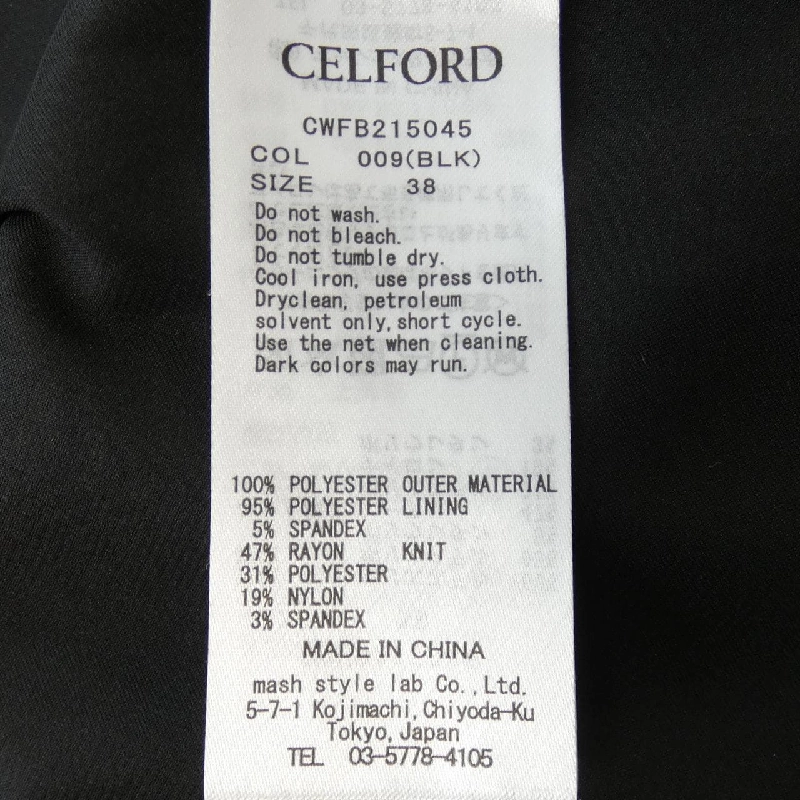 CELFORD
CWFB215045
COL 009(BLK)
SIZE 38
Do not wash.
Do not bleach.
Do not tumble dry.
Cool iron, use press cloth.
Dryclean, petroleum
solvent only, short cycle.
Use the net when cleaning.
Dark colors may run.
100% POLYESTER OUTER MATERIAL
95% POLYESTER LINING
5% SPANDEX
47% RAYON KNIT
31% POLYESTER
19% NYLON
3% SPANDEX
MADE IN CHINA
mash style lab Co.,Ltd.
5-7-1 Kojimachi,Chiyoda-Ku
Tokyo,Japan
TEL 03-5778-4105